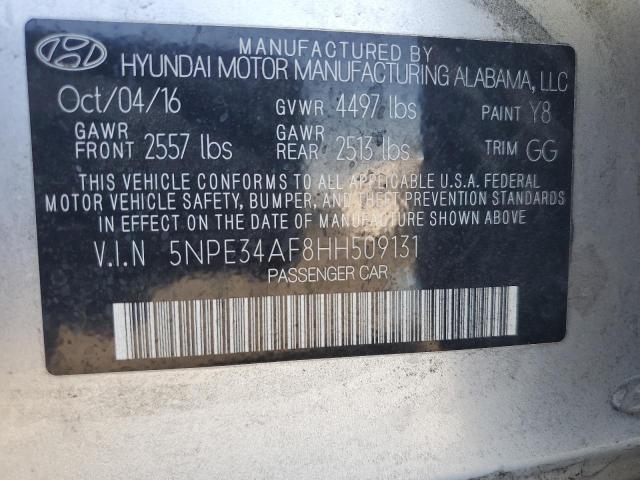 MANUFACTURED BY
HYUNDAI MOTOR MANUFACTURING ALABAMA, LLC
Oct/04/16 GVWR 4497 lbs PAINT Y8
GAWR FRONT 2557 lbs GAWR REAR 2513 lbs TRIM GG
THIS VEHICLE CONFORMS TO ALL APPLICABLE U.S.A. FEDERAL
MOTOR VEHICLE SAFETY, BUMPER, AND THEFT PREVENTION STANDARDS
IN EFFECT ON THE DATE OF MANUFACTURE SHOWN ABOVE.
V.I.N 5NPE34AF8HH509131
PASSENGER CAR